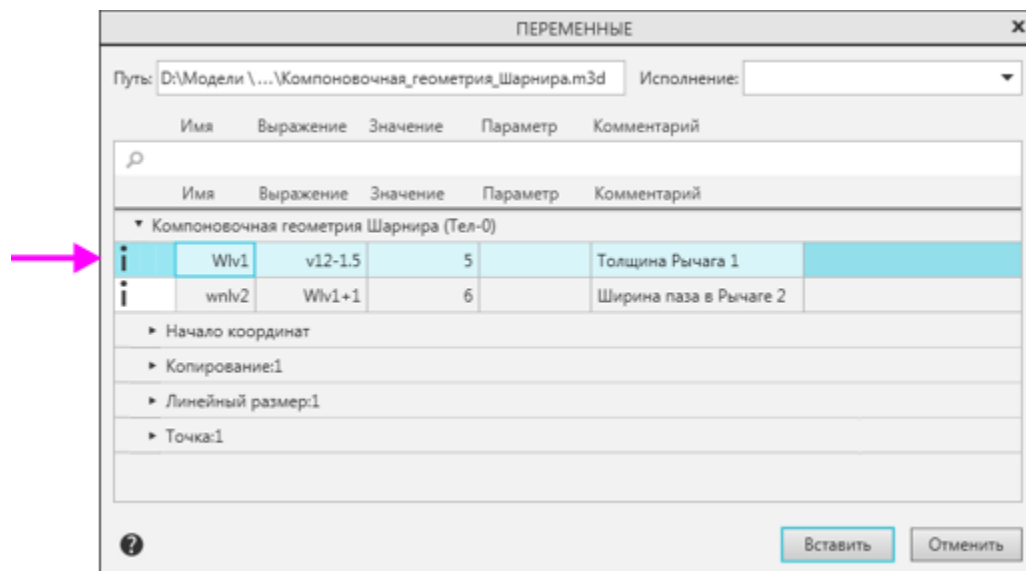 ПЕРЕМЕННЫЕ x
Путь: D:\Модели \...\Компоновочная_геометрия_Шарнира.m3d Исполнение:
Имя Выражение Значение Параметр Комментарий
Имя Выражение Значение Параметр Комментарий
Компоновочная геометрия Шарнира (Тел-0)
Wlv1 v12-1.5 5 Толщина Рычага 1
wnlv2 Wlv1+1 6 Ширина паза в Рычаге 2
Начало координат
Копирование:1
Линейный размер:1
Точка:1
? Вставить Отменить